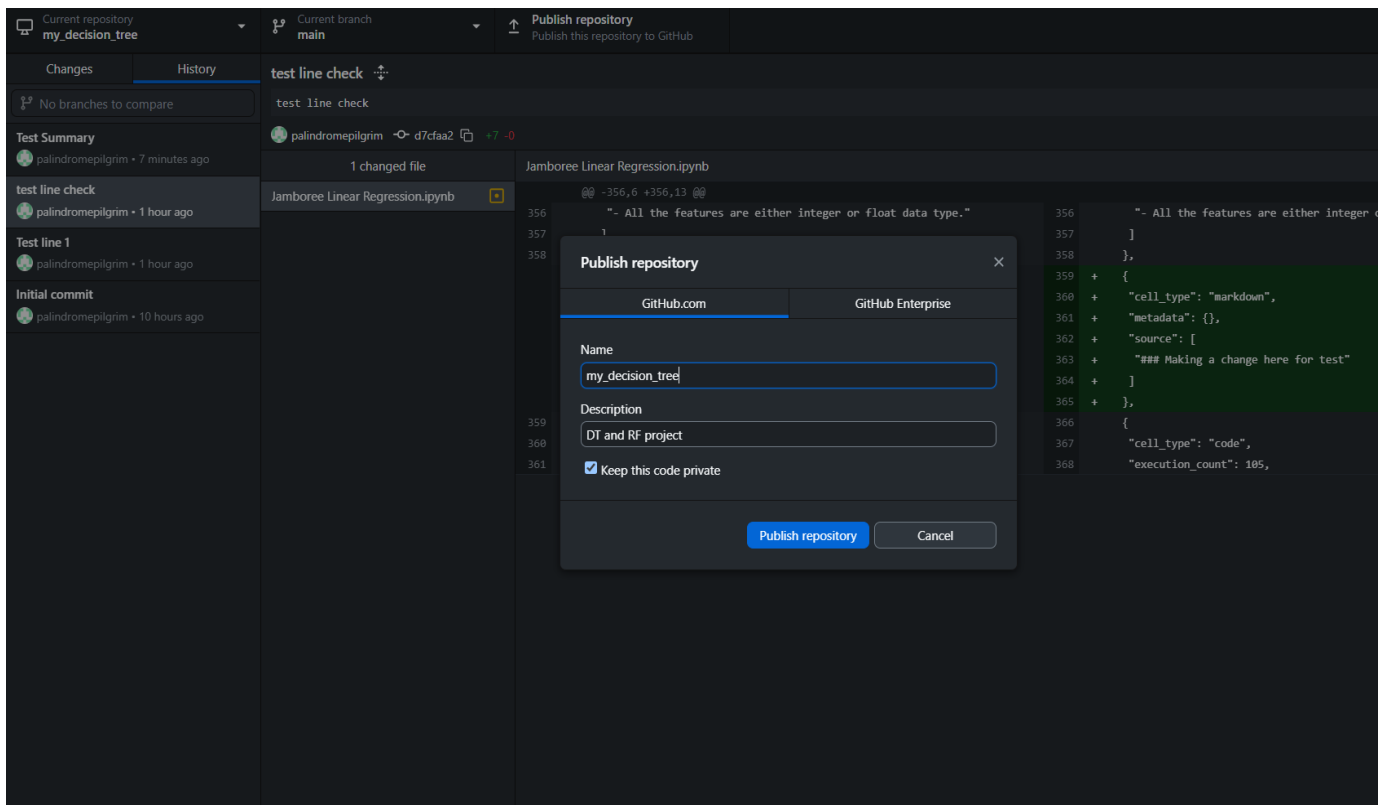 Current repository
my_decision_tree
Current branch
main
Publish repository
Publish this repository to GitHub
Changes
History
No branches to compare
Test Summary
palindromepilgrim • 7 minutes ago
test line check
palindromepilgrim • 1 hour ago
Test line 1
palindromepilgrim • 1 hour ago
Initial commit
palindromepilgrim • 10 hours ago
test line check
test line check
palindromepilgrim d7cfaa2 +7 -0
1 changed file
Jamboree Linear Regression.ipynb
Jamboree Linear Regression.ipynb
@@ -356,6 +356,13 @@
356 "- All the features are either integer or float data type."
357 ]
358
359
360
361
356 "- All the features are either integer
357 ]
358 },
359 + {
360 + "cell_type": "markdown",
361 + "metadata": {},
362 + "source": [
363 + "### Making a change here for test"
364 + ]
365 + },
366 {
367 "cell_type": "code",
368 "execution_count": 105,
Publish repository
GitHub.com
GitHub Enterprise
Name
my_decision_tree
Description
DT and RF project
Keep this code private
Publish repository
Cancel